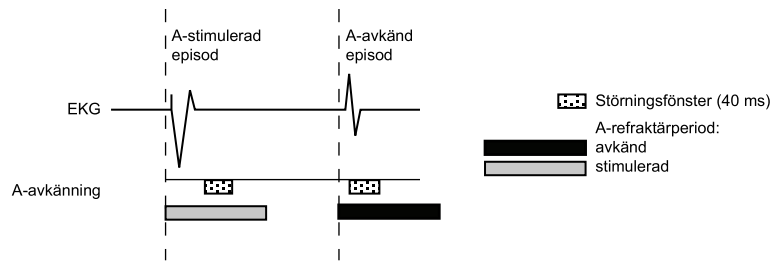 A-stimulerad
episod
A-avkänd
episod
EKG
A-avkänning
Störningsfönster (40 ms)
A-refraktärperiod:
avkänd
stimulerad